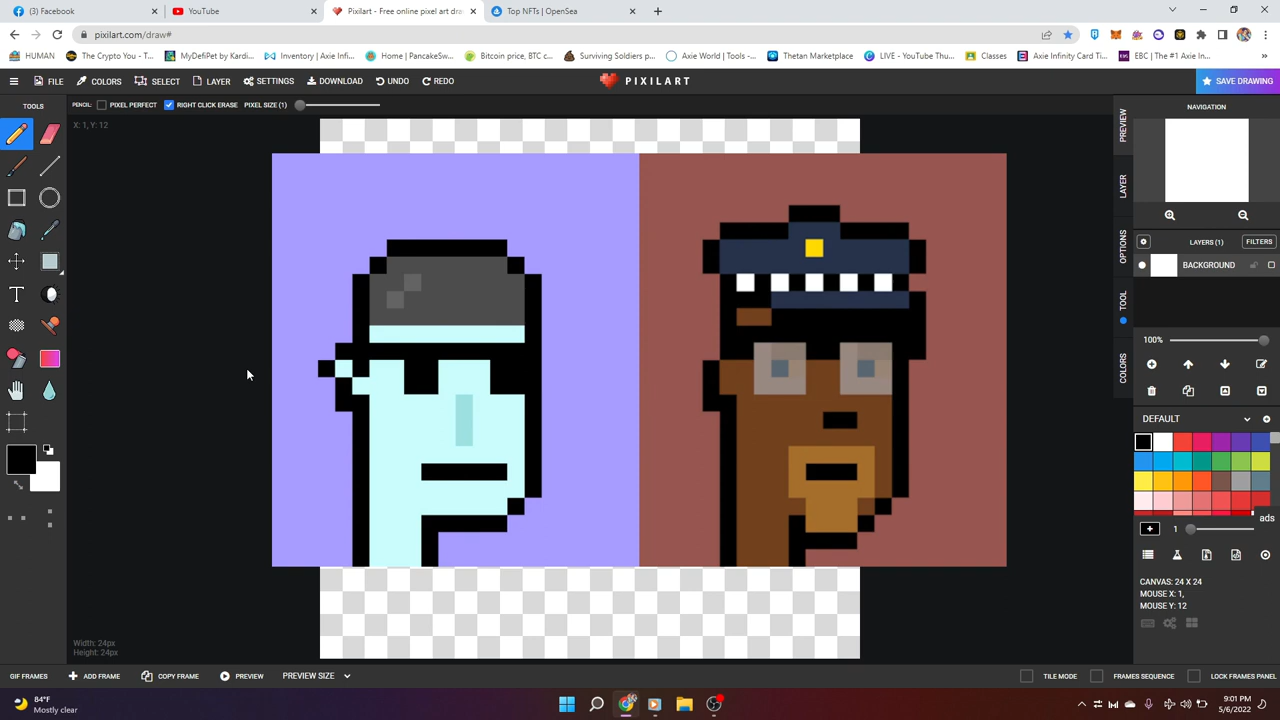 (3) Facebook
YouTube
Pixilart - Free online pixel art dra
Top NFTs | OpenSea
pixilart.com/draw#
HUMAN
The Crypto You - T...
MyDefiPet by Kardi...
Inventory | Axie Infi...
Home | PancakeSw...
Bitcoin price, BTC c...
Surviving Soldiers p...
Axie World | Tools -...
Thetan Marketplace
LIVE - YouTube Thu...
Classes
Axie Infinity Card Ti...
EBC | The #1 Axie In...
FILE
COLORS
SELECT
LAYER
SETTINGS
DOWNLOAD
UNDO
REDO
PIXILART
SAVE DRAWING
TOOLS
PENCIL:
PIXEL PERFECT
RIGHT CLICK ERASE
PIXEL SIZE (1)
X: 1, Y: 12
NAVIGATION
PREVIEW
LAYER
OPTIONS
TOOL
COLORS
LAYERS (1)
FILTERS
BACKGROUND
100%
DEFAULT
ads
1
CANVAS: 24 X 24
MOUSE X: 1,
MOUSE Y: 12
Width: 24px
Height: 24px
GIF FRAMES
ADD FRAME
COPY FRAME
PREVIEW
PREVIEW SIZE
TILE MODE
FRAMES SEQUENCE
LOCK FRAMES PANEL
84°F
Mostly clear
9:01 PM
5/6/2022